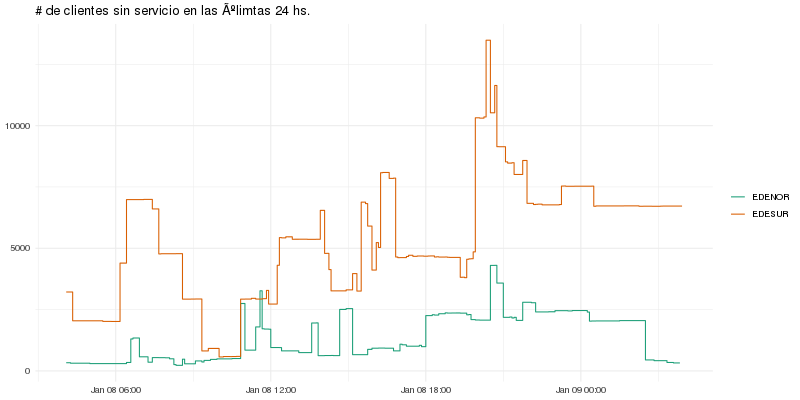 # de clientes sin servicio en las Ãºlimtas 24 hs.
10000
5000
0
Jan 08 06:00
Jan 08 12:00
Jan 08 18:00
Jan 09 00:00
EDENOR
EDESUR